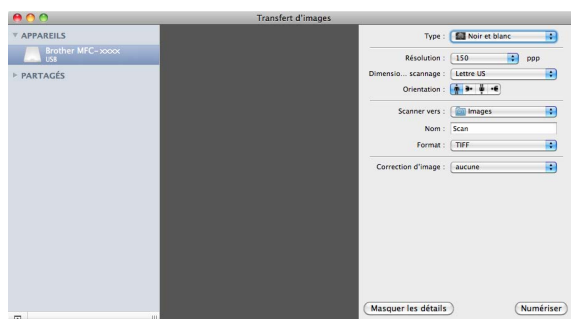 Transfert d'images
APPAREILS
Brother MFC-xxxx
USB
PARTAGÉS
Type : Noir et blanc
Résolution : 150 ppp
Dimensio... scannage : Lettre US
Orientation :
Scanner vers : Images
Nom : Scan
Format : TIFF
Correction d'image : aucune
Masquer les détails
Numériser